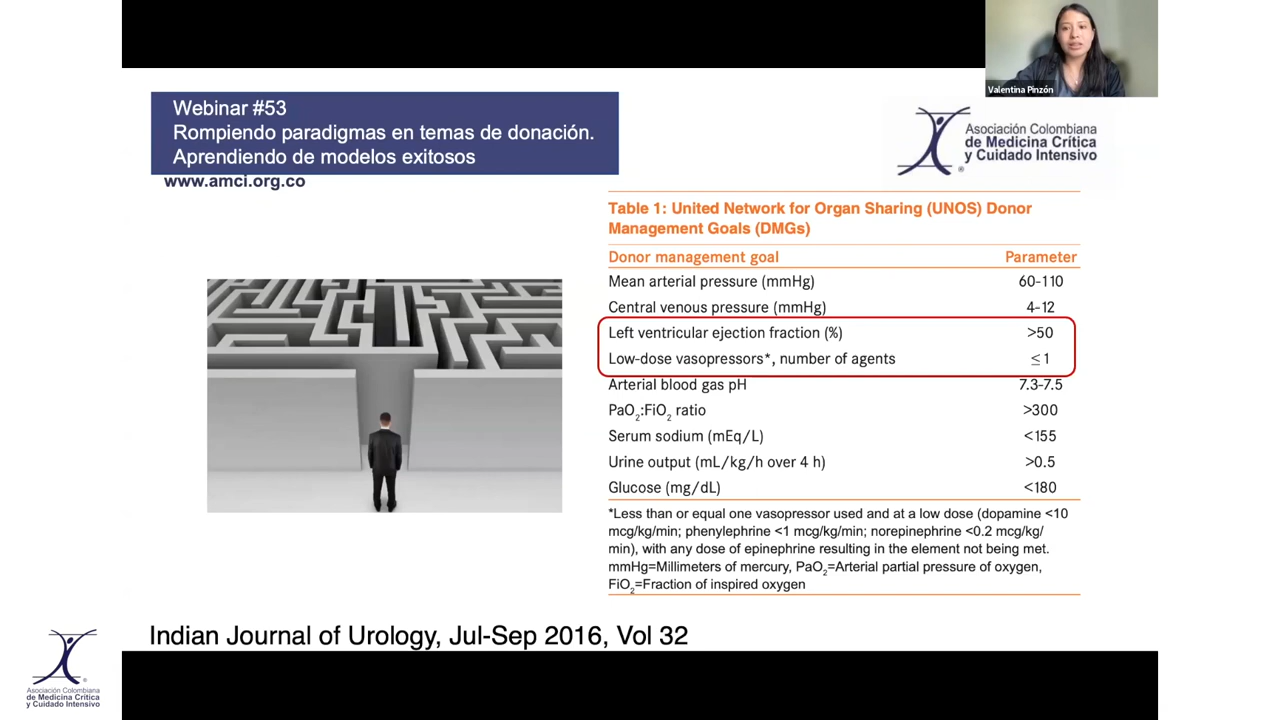 Valentina Pinzón
Webinar #53
Rompiendo paradigmas en temas de donación.
Aprendiendo de modelos exitosos
www.amci.org.co
Asociación Colombiana
de Medicina Crítica
y Cuidado Intensivo
®
Table 1: United Network for Organ Sharing (UNOS) Donor
Management Goals (DMGs)
Donor management goal Parameter
Mean arterial pressure (mmHg) 60-110
Central venous pressure (mmHg) 4-12
Left ventricular ejection fraction (%) >50
Low-dose vasopressors*, number of agents ≤1
Arterial blood gas pH 7.3-7.5
PaO₂:FiO₂ ratio >300
Serum sodium (mEq/L) <155
Urine output (mL/kg/h over 4 h) >0.5
Glucose (mg/dL) <180
*Less than or equal one vasopressor used and at a low dose (dopamine <10
mcg/kg/min; phenylephrine <1 mcg/kg/min; norepinephrine <0.2 mcg/kg/
min), with any dose of epinephrine resulting in the element not being met.
mmHg=Millimeters of mercury, PaO₂=Arterial partial pressure of oxygen,
FiO₂=Fraction of inspired oxygen
Indian Journal of Urology, Jul-Sep 2016, Vol 32
®
Asociación Colombiana
de Medicina Crítica
y Cuidado Intensivo